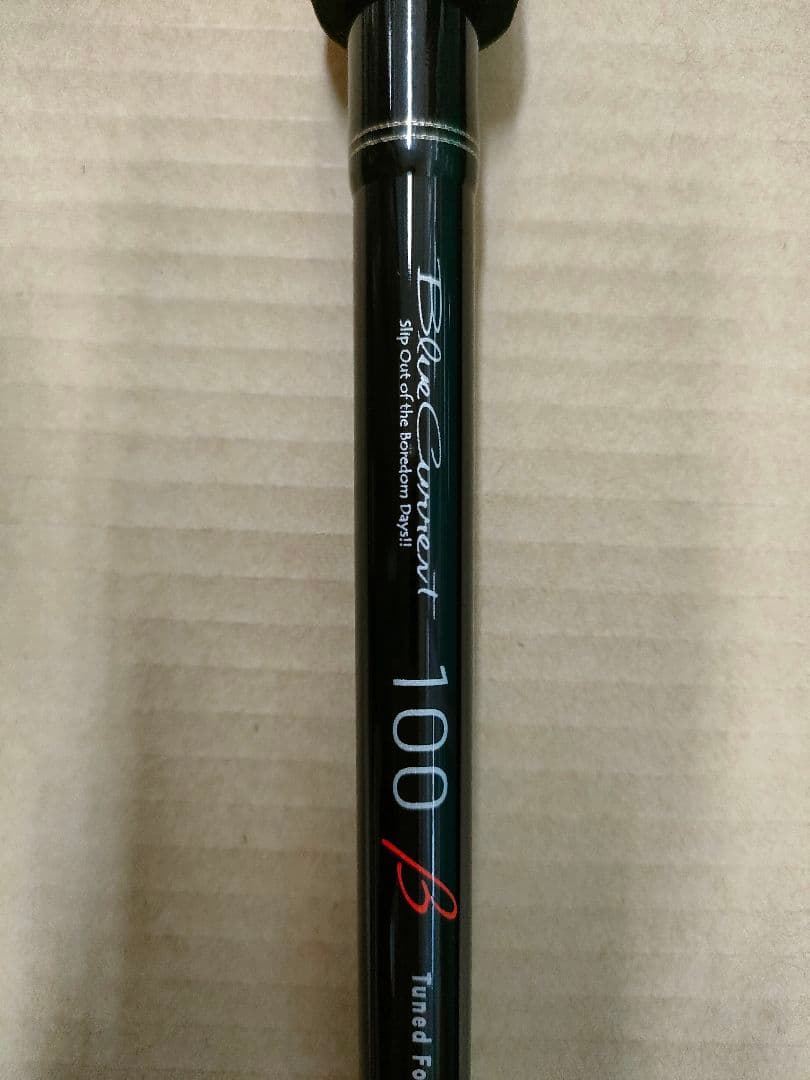 Blue Current
Slip Out of the Boredom Days!!
100 β
Tuned Fo